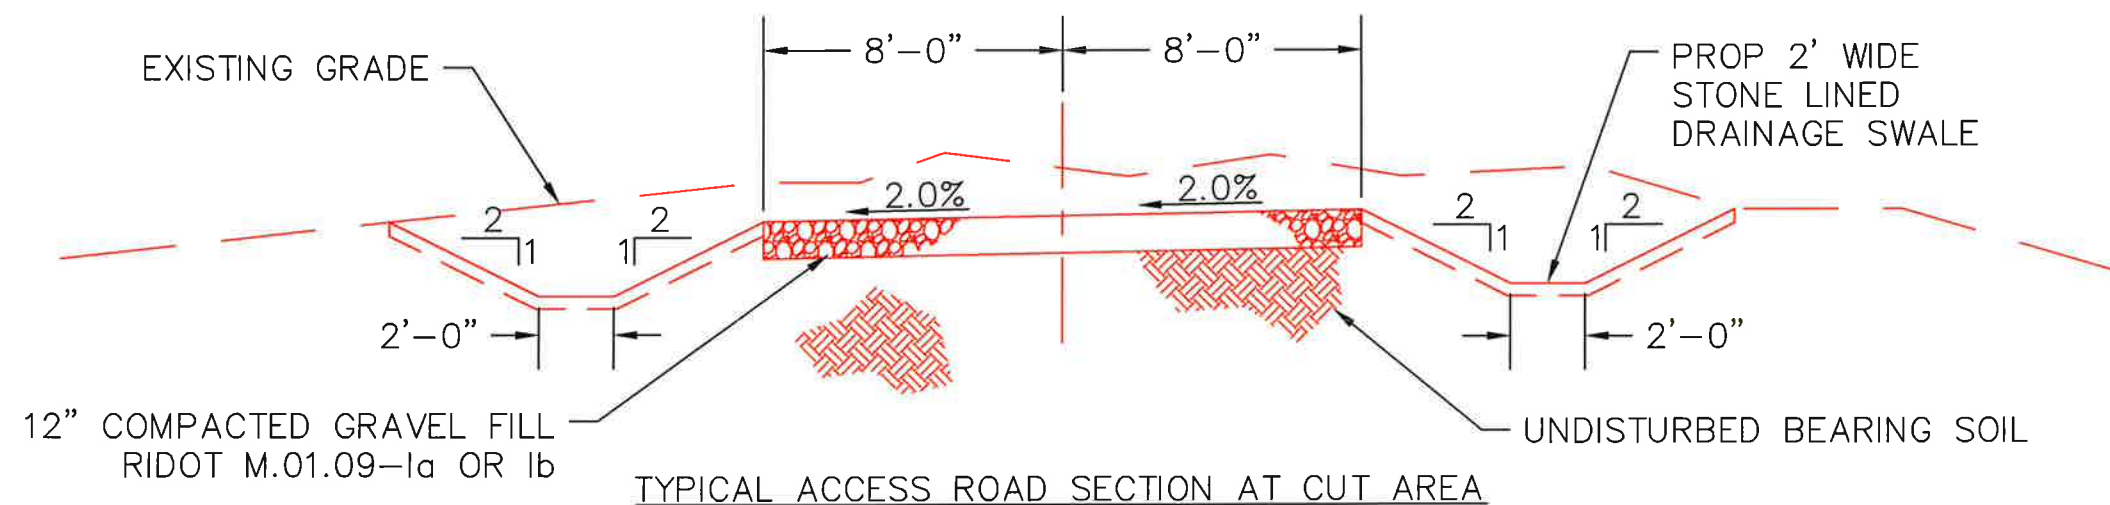 8'-0" 8'-0"
EXISTING GRADE
PROP 2' WIDE
STONE LINED
DRAINAGE SWALE
2.0% 2.0%
2 2 2 2
1 1 1 1
2'-0" 2'-0"
12" COMPACTED GRAVEL FILL
RIDOT M.01.09-Ia OR Ib
UNDISTURBED BEARING SOIL
TYPICAL ACCESS ROAD SECTION AT CUT AREA